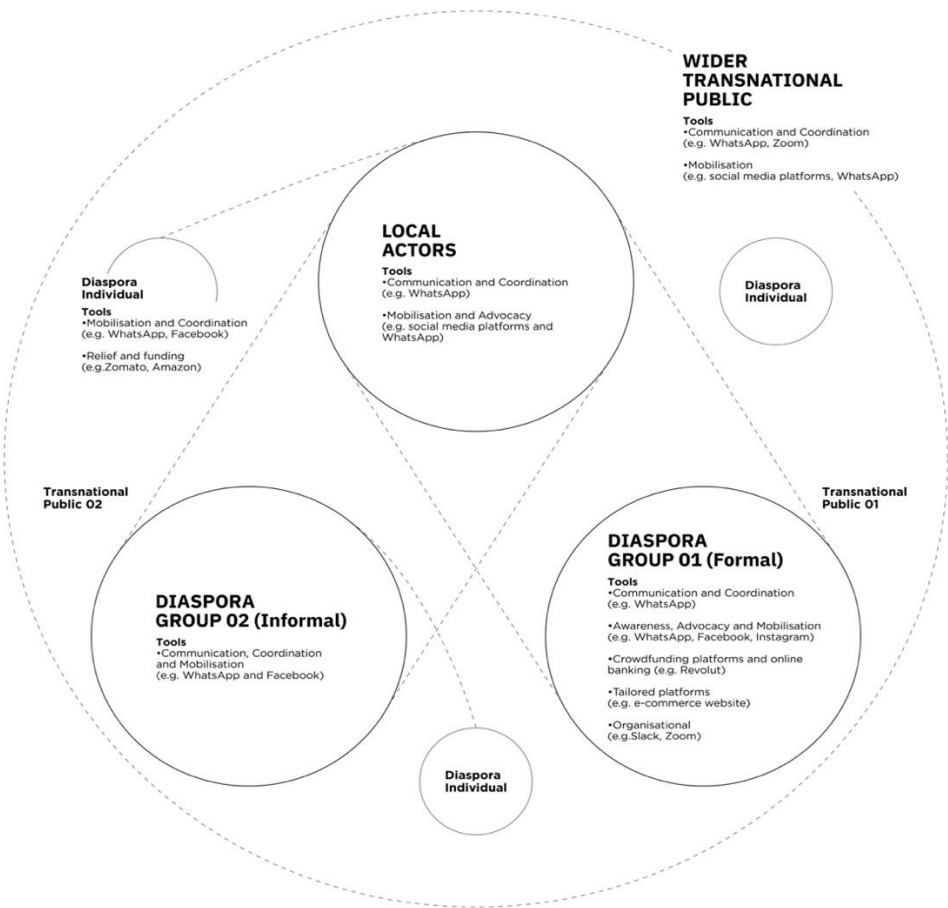 WIDER
TRANSNATIONAL
PUBLIC
Tools
•Communication and Coordination
(e.g. WhatsApp, Zoom)
•Mobilisation
(e.g. social media platforms, WhatsApp)
LOCAL
ACTORS
Tools
•Communication and Coordination
(e.g. WhatsApp)
•Mobilisation and Advocacy
(e.g. social media platforms and
WhatsApp)
Diaspora
Individual
Tools
•Mobilisation and Coordination
(e.g. WhatsApp, Facebook)
•Relief and funding
(e.g.Zomato, Amazon)
Diaspora
Individual
Transnational
Public 02
Transnational
Public 01
DIASPORA
GROUP 02 (Informal)
Tools
•Communication, Coordination
and Mobilisation
(e.g. WhatsApp and Facebook)
DIASPORA
GROUP 01 (Formal)
Tools
•Communication and Coordination
(e.g. WhatsApp)
•Awareness, Advocacy and Mobilisation
(e.g. WhatsApp, Facebook, Instagram)
•Crowdfunding platforms and online
banking (e.g. Revolut)
•Tailored platforms
(e.g. e-commerce website)
•Organisational
(e.g.Slack, Zoom)
Diaspora
Individual